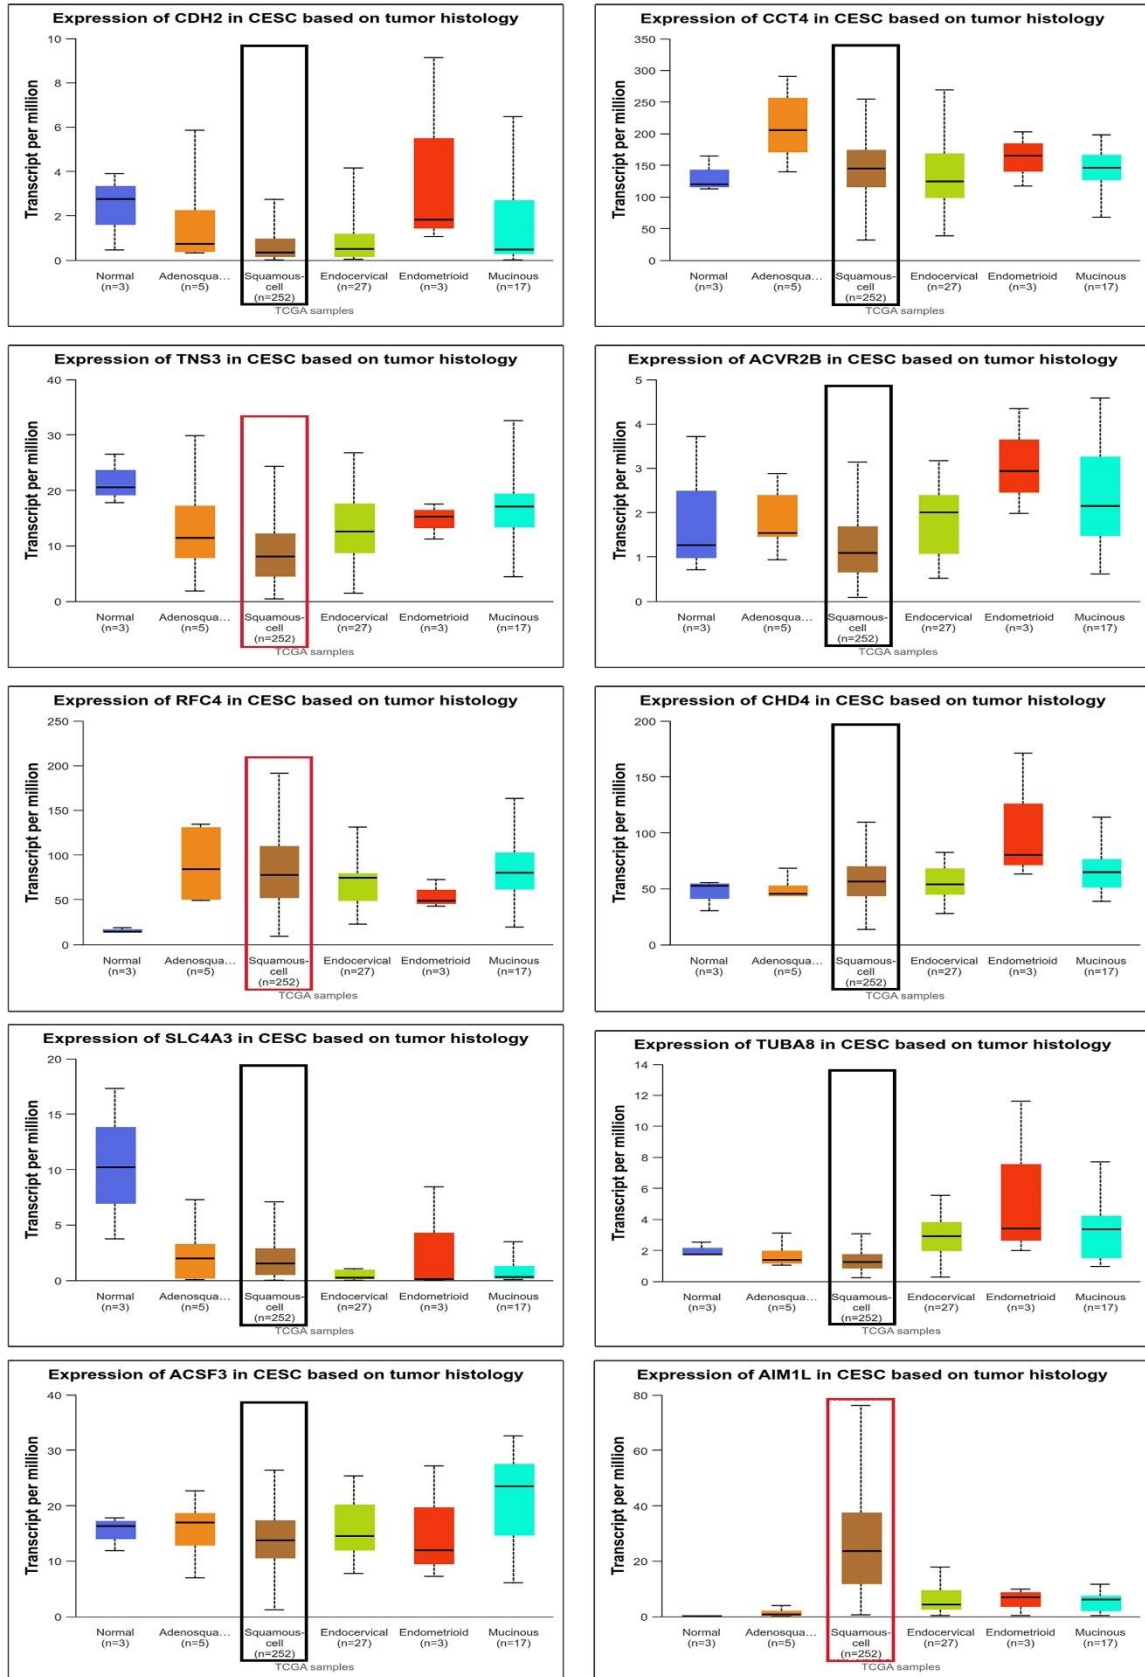 Expression of CDH2 in CESC based on tumor histology
Transcript per million
10
8
6
4
2
0
Normal (n=3)
Adenosqua… (n=5)
Squamous-cell (n=252)
Endocervical (n=27)
Endometrioid (n=3)
Mucinous (n=17)
TCGA samples
Expression of CCT4 in CESC based on tumor histology
Transcript per million
350
300
250
200
150
100
50
0
Normal (n=3)
Adenosqua… (n=5)
Squamous-cell (n=252)
Endocervical (n=27)
Endometrioid (n=3)
Mucinous (n=17)
TCGA samples
Expression of TNS3 in CESC based on tumor histology
Transcript per million
40
30
20
10
0
Normal (n=3)
Adenosqua… (n=5)
Squamous-cell (n=252)
Endocervical (n=27)
Endometrioid (n=3)
Mucinous (n=17)
TCGA samples
Expression of ACVR2B in CESC based on tumor histology
Transcript per million
5
4
3
2
1
0
Normal (n=3)
Adenosqua… (n=5)
Squamous-cell (n=252)
Endocervical (n=27)
Endometrioid (n=3)
Mucinous (n=17)
TCGA samples
Expression of RFC4 in CESC based on tumor histology
Transcript per million
250
200
150
100
50
0
Normal (n=3)
Adenosqua… (n=5)
Squamous-cell (n=252)
Endocervical (n=27)
Endometrioid (n=3)
Mucinous (n=17)
TCGA samples
Expression of CHD4 in CESC based on tumor histology
Transcript per million
200
150
100
50
0
Normal (n=3)
Adenosqua… (n=5)
Squamous-cell (n=252)
Endocervical (n=27)
Endometrioid (n=3)
Mucinous (n=17)
TCGA samples
Expression of SLC4A3 in CESC based on tumor histology
Transcript per million
20
15
10
5
0
Normal (n=3)
Adenosqua… (n=5)
Squamous-cell (n=252)
Endocervical (n=27)
Endometrioid (n=3)
Mucinous (n=17)
TCGA samples
Expression of TUBA8 in CESC based on tumor histology
Transcript per million
14
12
10
8
6
4
2
0
Normal (n=3)
Adenosqua… (n=5)
Squamous-cell (n=252)
Endocervical (n=27)
Endometrioid (n=3)
Mucinous (n=17)
TCGA samples
Expression of ACSF3 in CESC based on tumor histology
Transcript per million
40
30
20
10
0
Normal (n=3)
Adenosqua… (n=5)
Squamous-cell (n=252)
Endocervical (n=27)
Endometrioid (n=3)
Mucinous (n=17)
TCGA samples
Expression of AIM1L in CESC based on tumor histology
Transcript per million
80
60
40
20
0
Normal (n=3)
Adenosqua… (n=5)
Squamous-cell (n=252)
Endocervical (n=27)
Endometrioid (n=3)
Mucinous (n=17)
TCGA samples